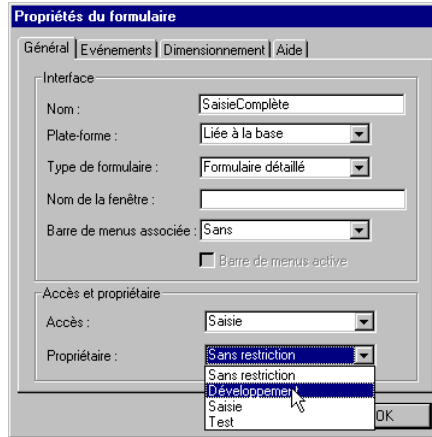 Propriétés du formulaire
Général Evénements Dimensionnement Aide
Interface
Nom : SaisieComplète
Plate-forme : Liée à la base
Type de formulaire : Formulaire détaillé
Nom de la fenêtre :
Barre de menus associée : Sans
Barre de menus active
Accès et propriétaire
Accès : Saisie
Propriétaire : Sans restriction
Sans restriction
Développement
Saisie
Test
OK